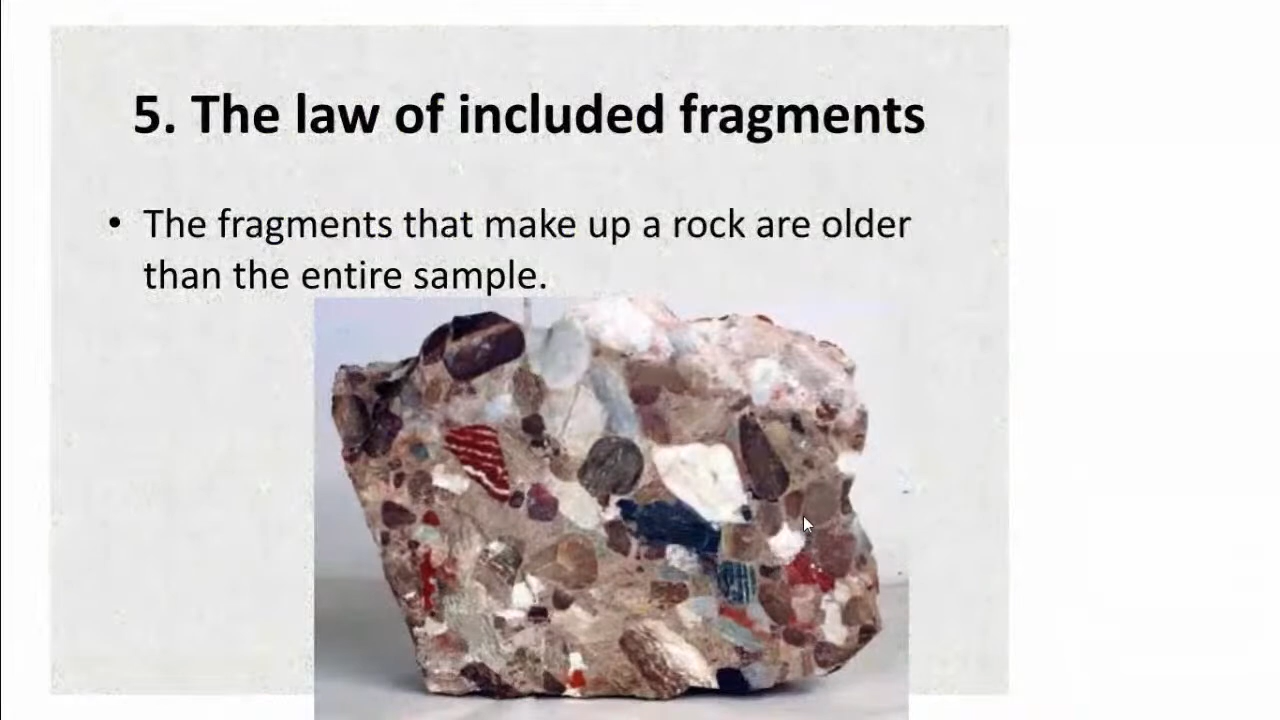 5. The law of included fragments
• The fragments that make up a rock are older
than the entire sample.